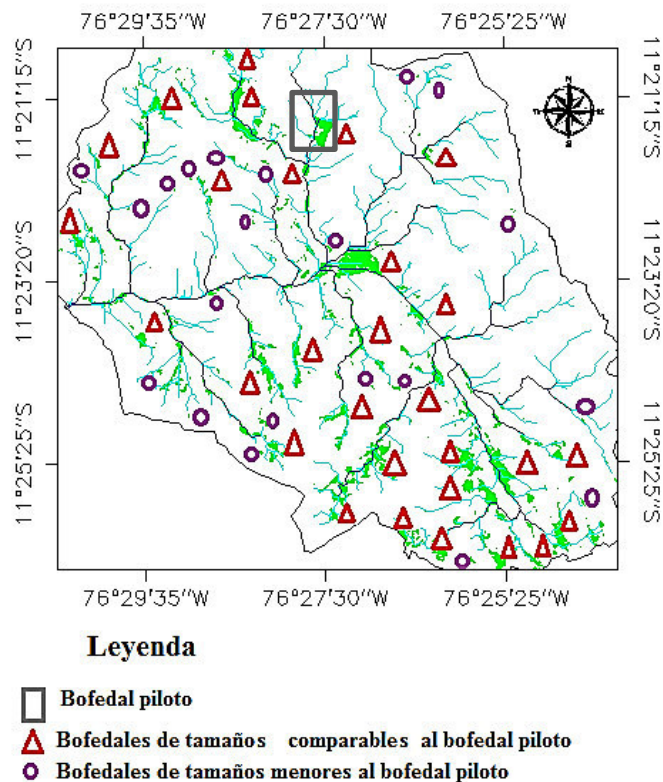 76°29'35''W 76°27'30''W 76°25'25''W
11°21'15''S 11°21'15''S
11°23'20''S 11°23'20''S
11°25'25''S 11°25'25''S
76°29'35''W 76°27'30''W 76°25'25''W
Leyenda
Bofedal piloto
Bofedales de tamaños comparables al bofedal piloto
Bofedales de tamaños menores al bofedal piloto